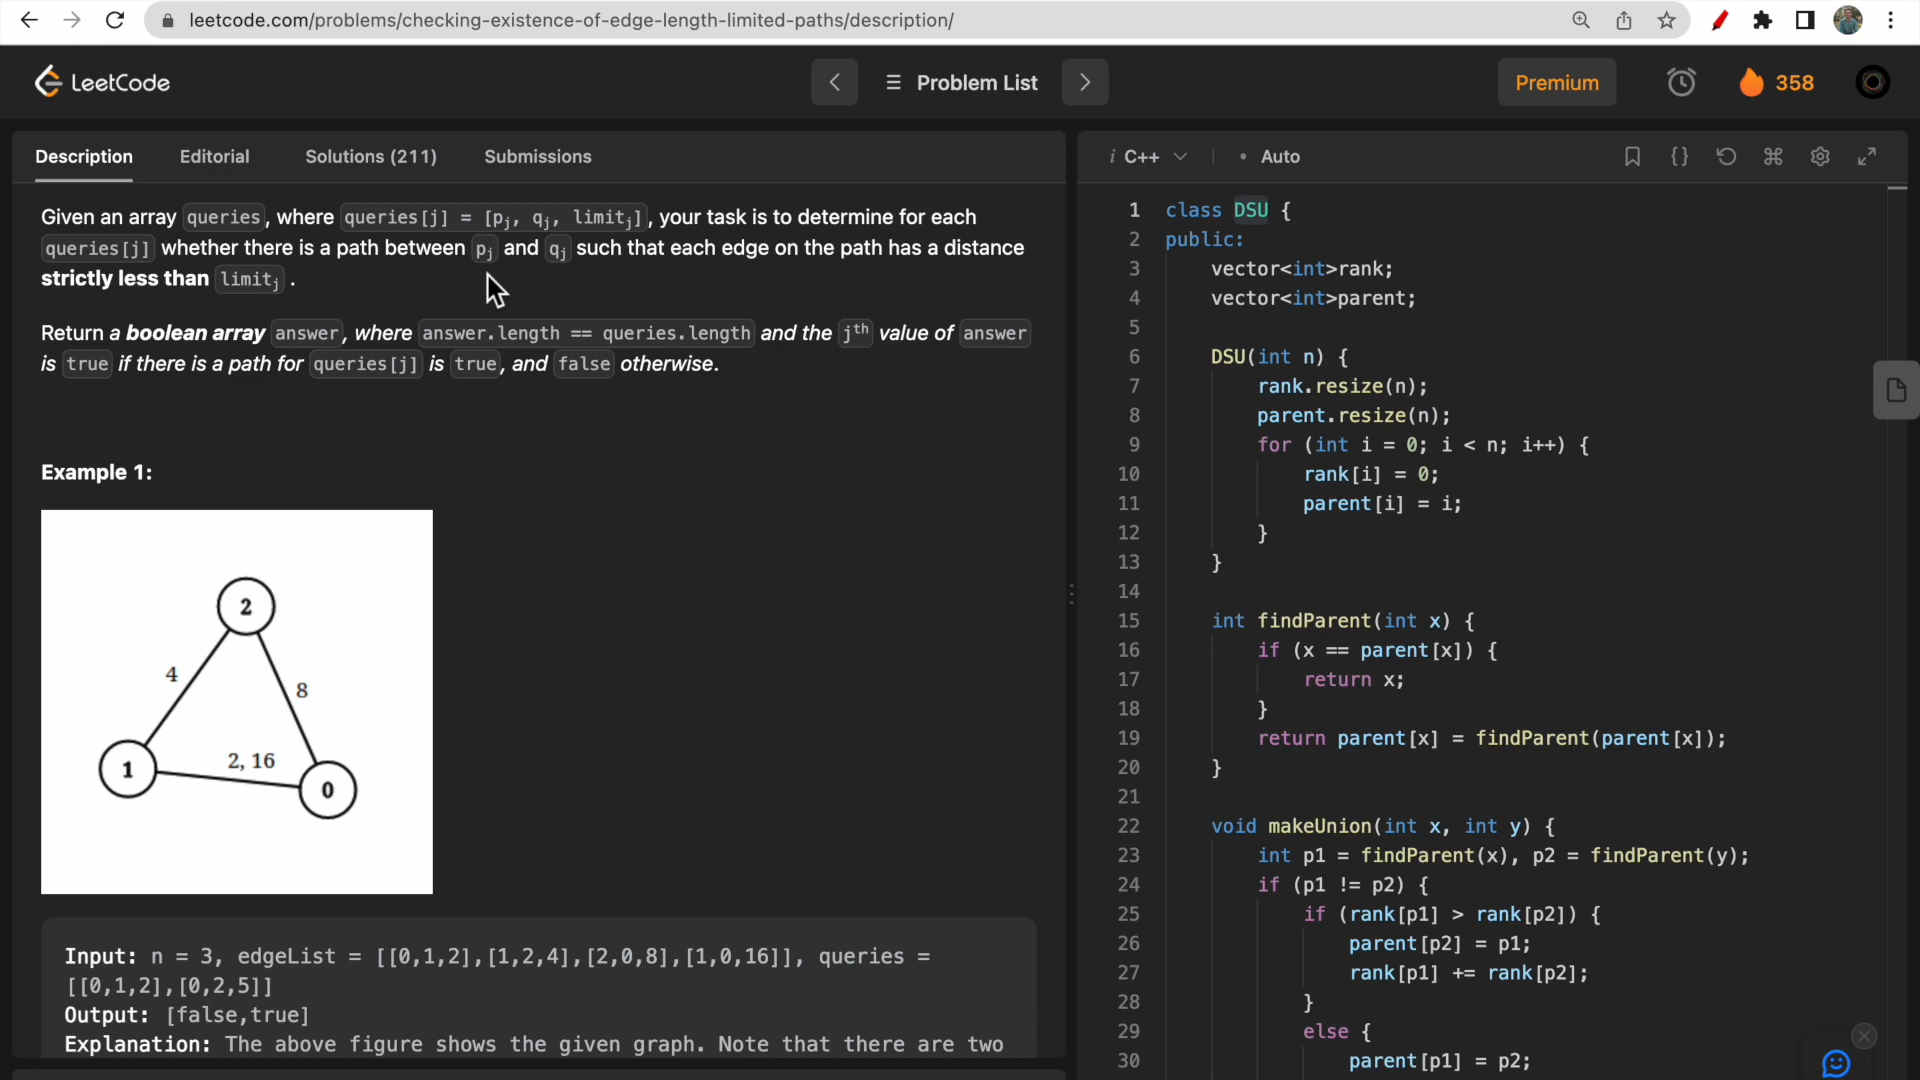 leetcode.com/problems/checking-existence-of-edge-length-limited-paths/description/
LeetCode
Problem List
Premium
358
Description Editorial Solutions (211) Submissions
Given an array queries, where queries[j] = [pj, qj, limitj], your task is to determine for each
queries[j] whether there is a path between pj and qj such that each edge on the path has a distance
strictly less than limitj .
Return a boolean array answer, where answer.length == queries.length and the jth value of answer
is true if there is a path for queries[j] is true, and false otherwise.
Example 1:
2
4
8
2, 16
1
0
Input: n = 3, edgeList = [[0,1,2],[1,2,4],[2,0,8],[1,0,16]], queries =
[[0,1,2],[0,2,5]]
Output: [false,true]
Explanation: The above figure shows the given graph. Note that there are two
i C++ • Auto
1 class DSU {
2 public:
3 vector<int>rank;
4 vector<int>parent;
5
6 DSU(int n) {
7 rank.resize(n);
8 parent.resize(n);
9 for (int i = 0; i < n; i++) {
10 rank[i] = 0;
11 parent[i] = i;
12 }
13 }
14
15 int findParent(int x) {
16 if (x == parent[x]) {
17 return x;
18 }
19 return parent[x] = findParent(parent[x]);
20 }
21
22 void makeUnion(int x, int y) {
23 int p1 = findParent(x), p2 = findParent(y);
24 if (p1 != p2) {
25 if (rank[p1] > rank[p2]) {
26 parent[p2] = p1;
27 rank[p1] += rank[p2];
28 }
29 else {
30 parent[p1] = p2;